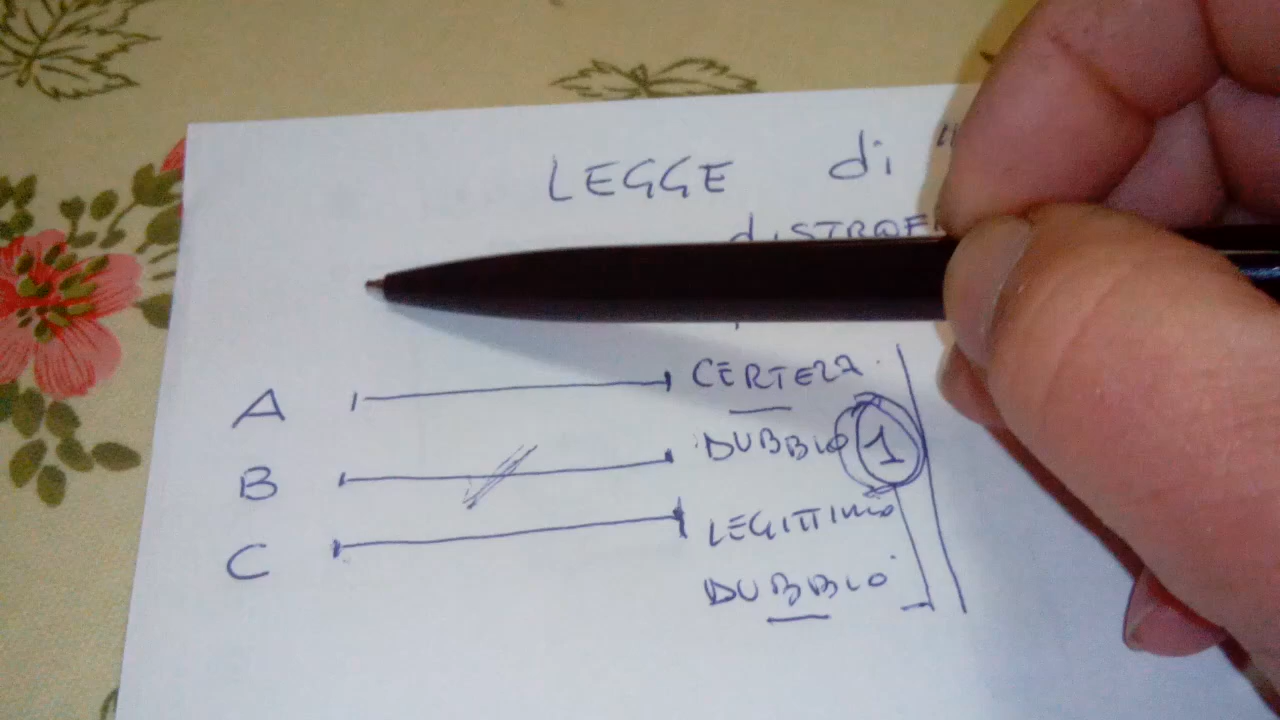 LEGGE di "
A CERTEZZA
B DUBBIO 1
C LEGITTIMO
DUBBIO